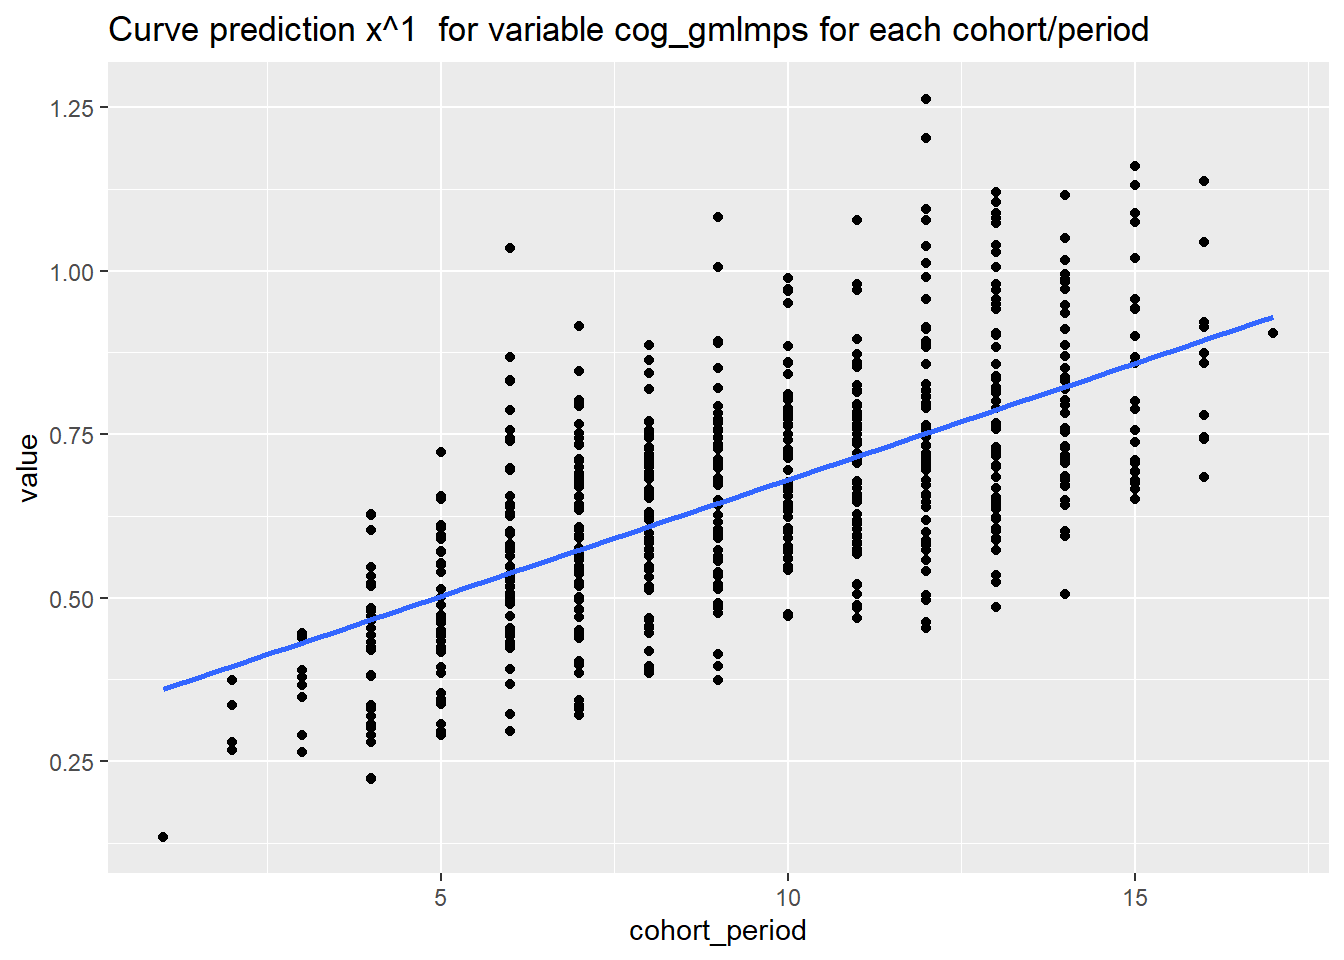 Curve prediction x^1  for variable cog_gmlmps for each cohort/period
1.25
1.00
0.75
0.50
0.25
value
5 10 15
cohort_period